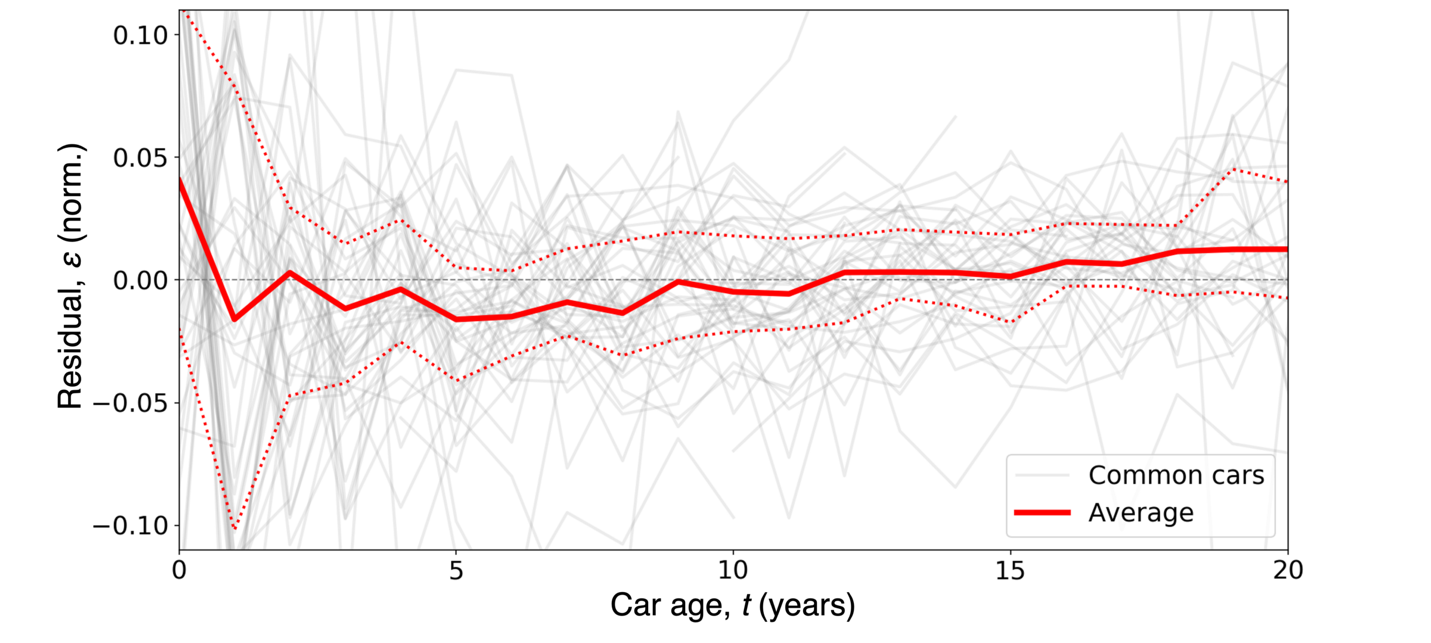 0.10
0.05
0.00
−0.05
−0.10
Residual, ε (norm.)
0
5
10
15
20
Car age, t (years)
Common cars
Average